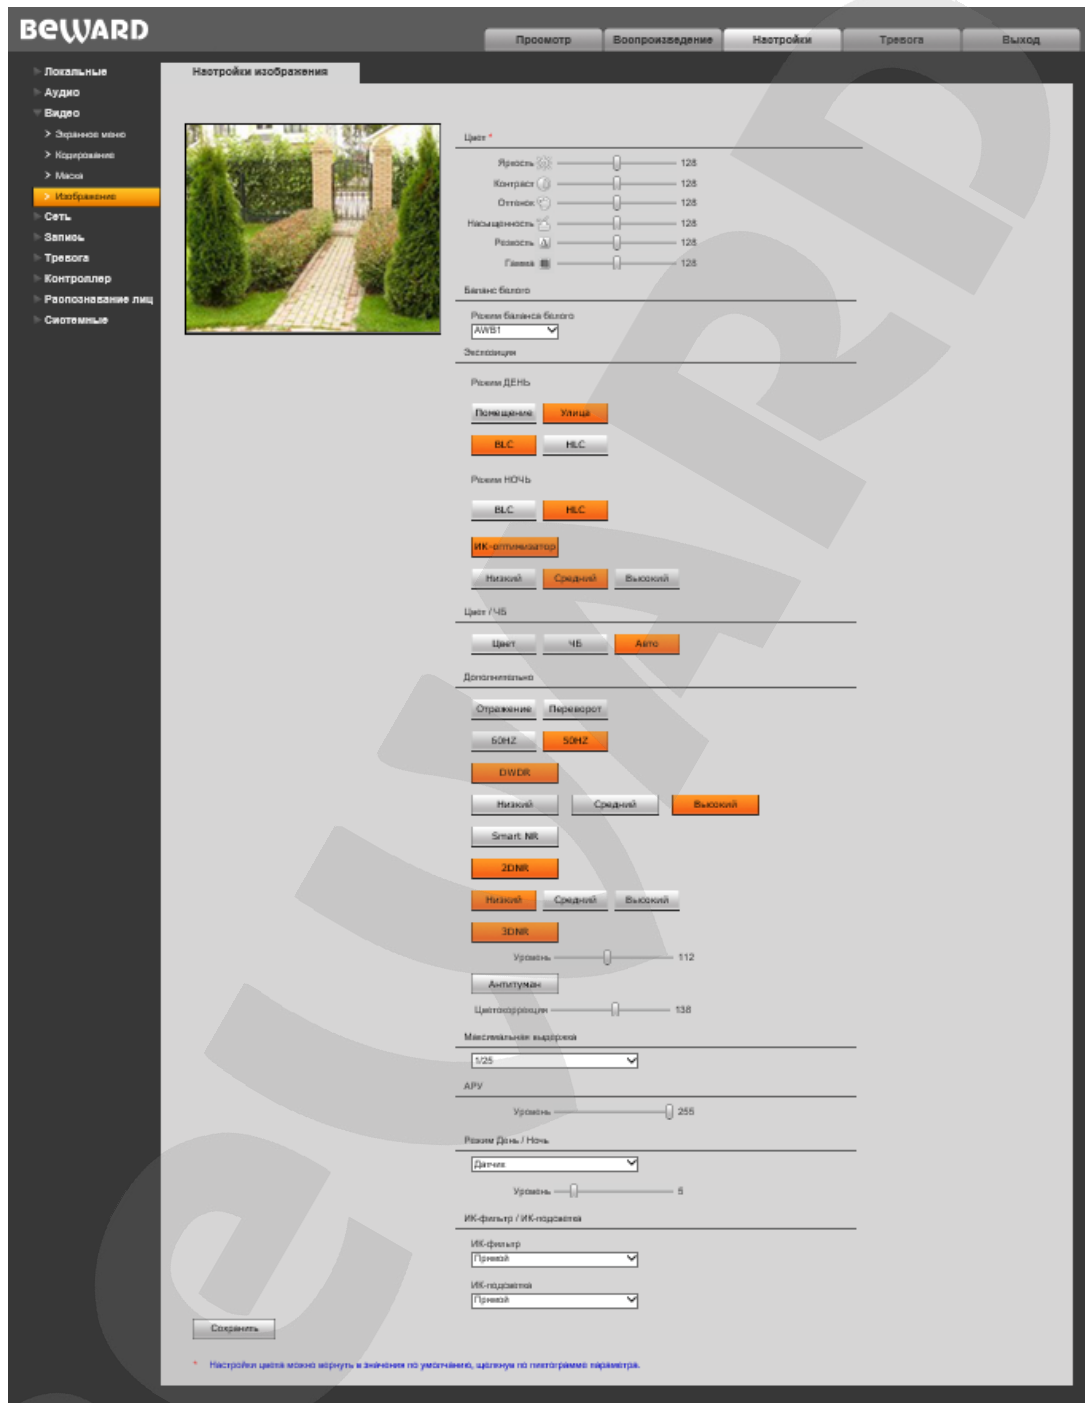 BEWARD
Просмотр
Воспроизведение
Настройки
Тревога
Выход
Локальные
Аудио
Видео
> Экранное меню
> Кодирование
> Маска
> Изображение
Сеть
Запись
Тревога
Контроллер
Распознавание лиц
Системные
Настройки изображения
Цвет *
Яркость 128
Контраст 128
Оттенок 128
Насыщенность 128
Резкость 128
Гамма 128
Баланс белого
Режим баланса белого
AWB1
Экспозиция
Режим ДЕНЬ
Помещение Улица
BLC HLC
Режим НОЧЬ
BLC HLC
ИК-оптимизатор
Низкий Средний Высокий
Цвет / ЧБ
Цвет ЧБ Авто
Дополнительно
Отражение Переворот
60HZ 50HZ
DWDR
Низкий Средний Высокий
Smart NR
2DNR
Низкий Средний Высокий
3DNR
Уровень 112
Антитуман
Цветокоррекция 138
Максимальная выдержка
1/25
АРУ
Уровень 255
Режим День / Ночь
Датчик
Уровень 5
ИК-фильтр / ИК-подсветка
ИК-фильтр
Прямой
ИК-подсветка
Прямой
Сохранить
* Настройки цвета можно вернуть в значения по умолчанию, щелкнув по пиктограмме параметра.